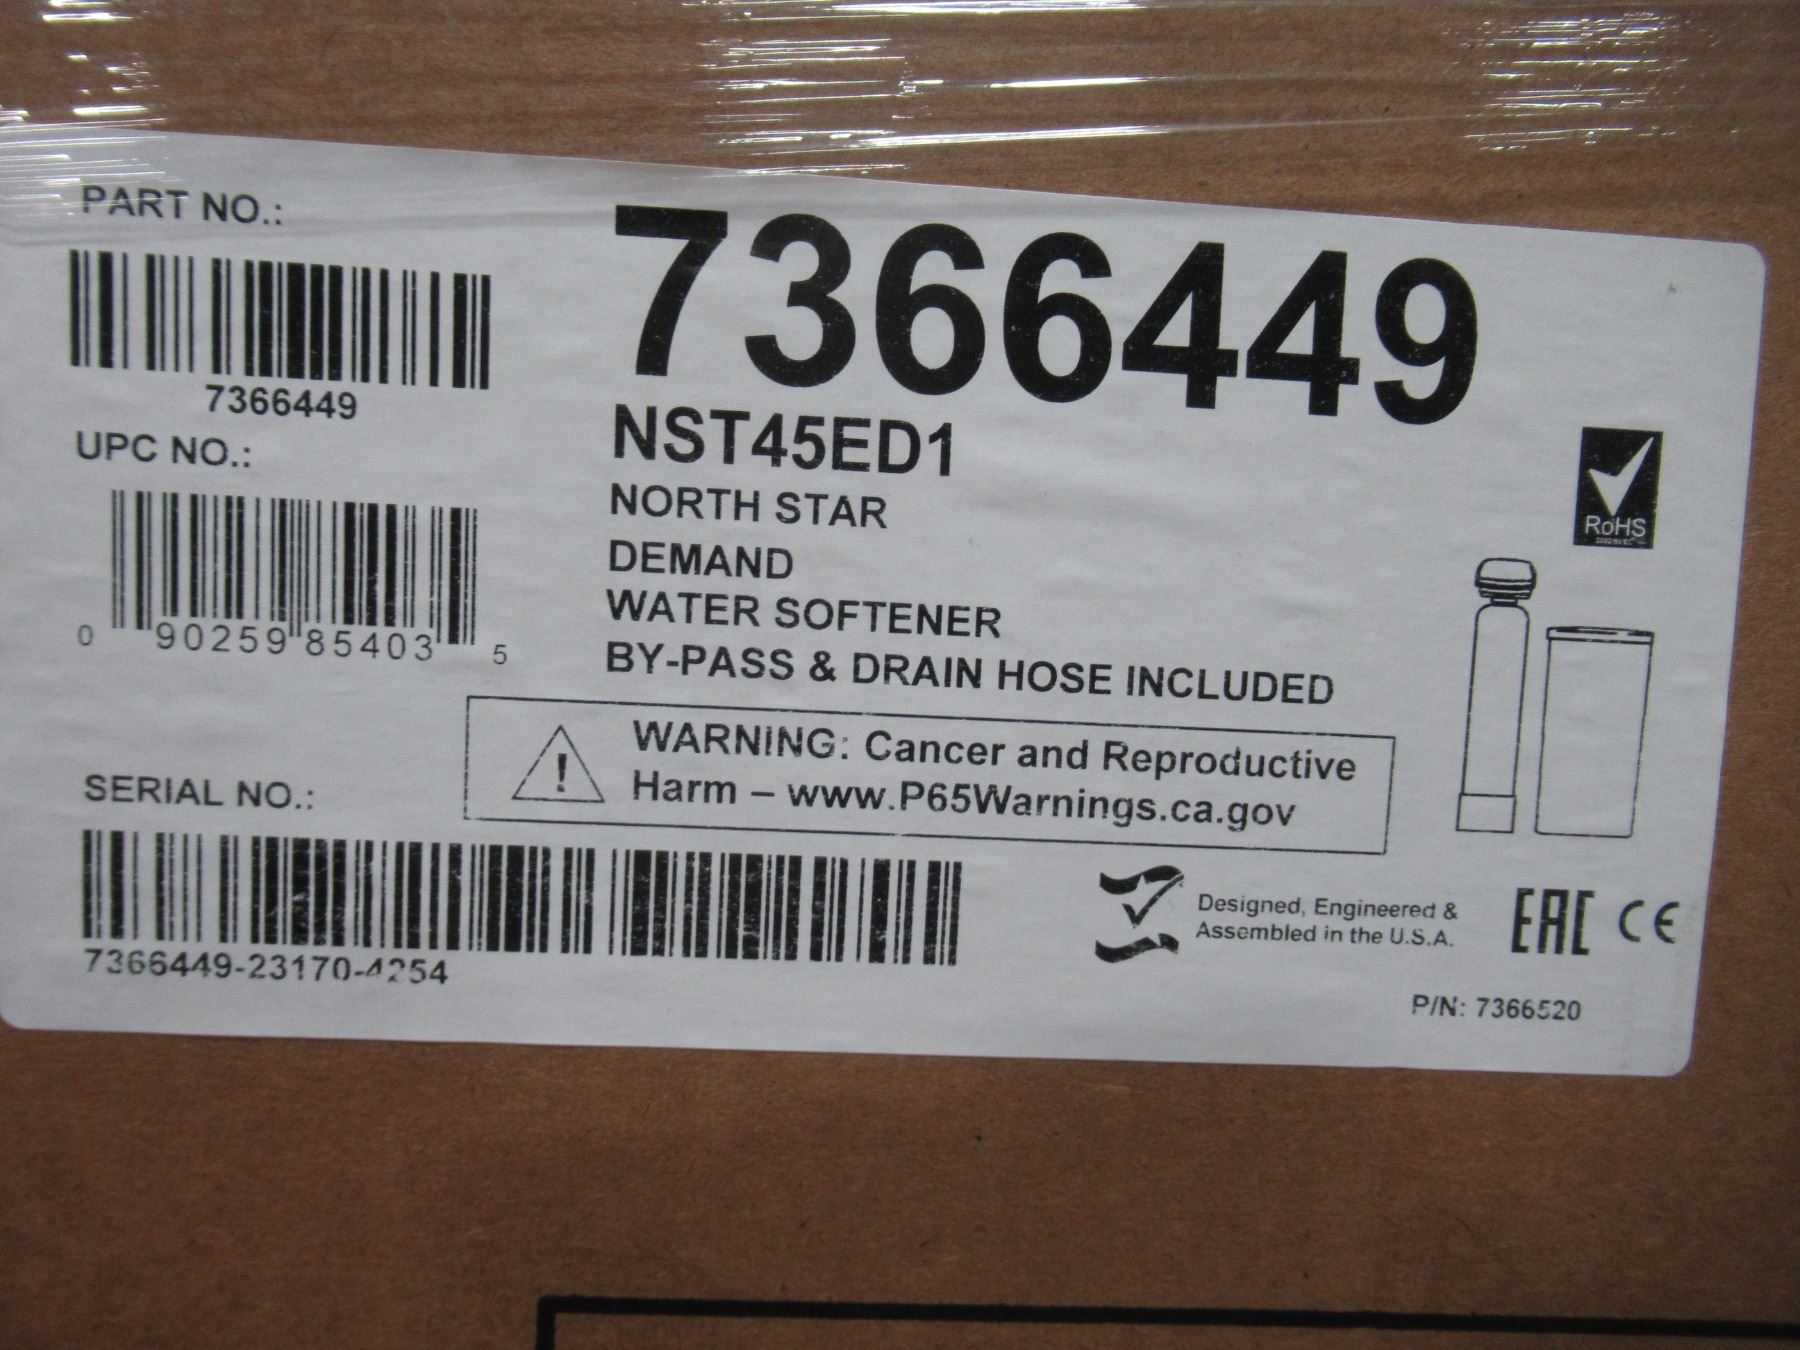 PART NO.:
7366449
7366449
UPC NO.:
0 90259 85403 5
NST45ED1
NORTH STAR
DEMAND
WATER SOFTENER
BY-PASS & DRAIN HOSE INCLUDED
RoHS
WARNING: Cancer and Reproductive
Harm – www.P65Warnings.ca.gov
SERIAL NO.:
7366449-23170-4254
Designed, Engineered &
Assembled in the U.S.A.
EAC CE
P/N: 7366520